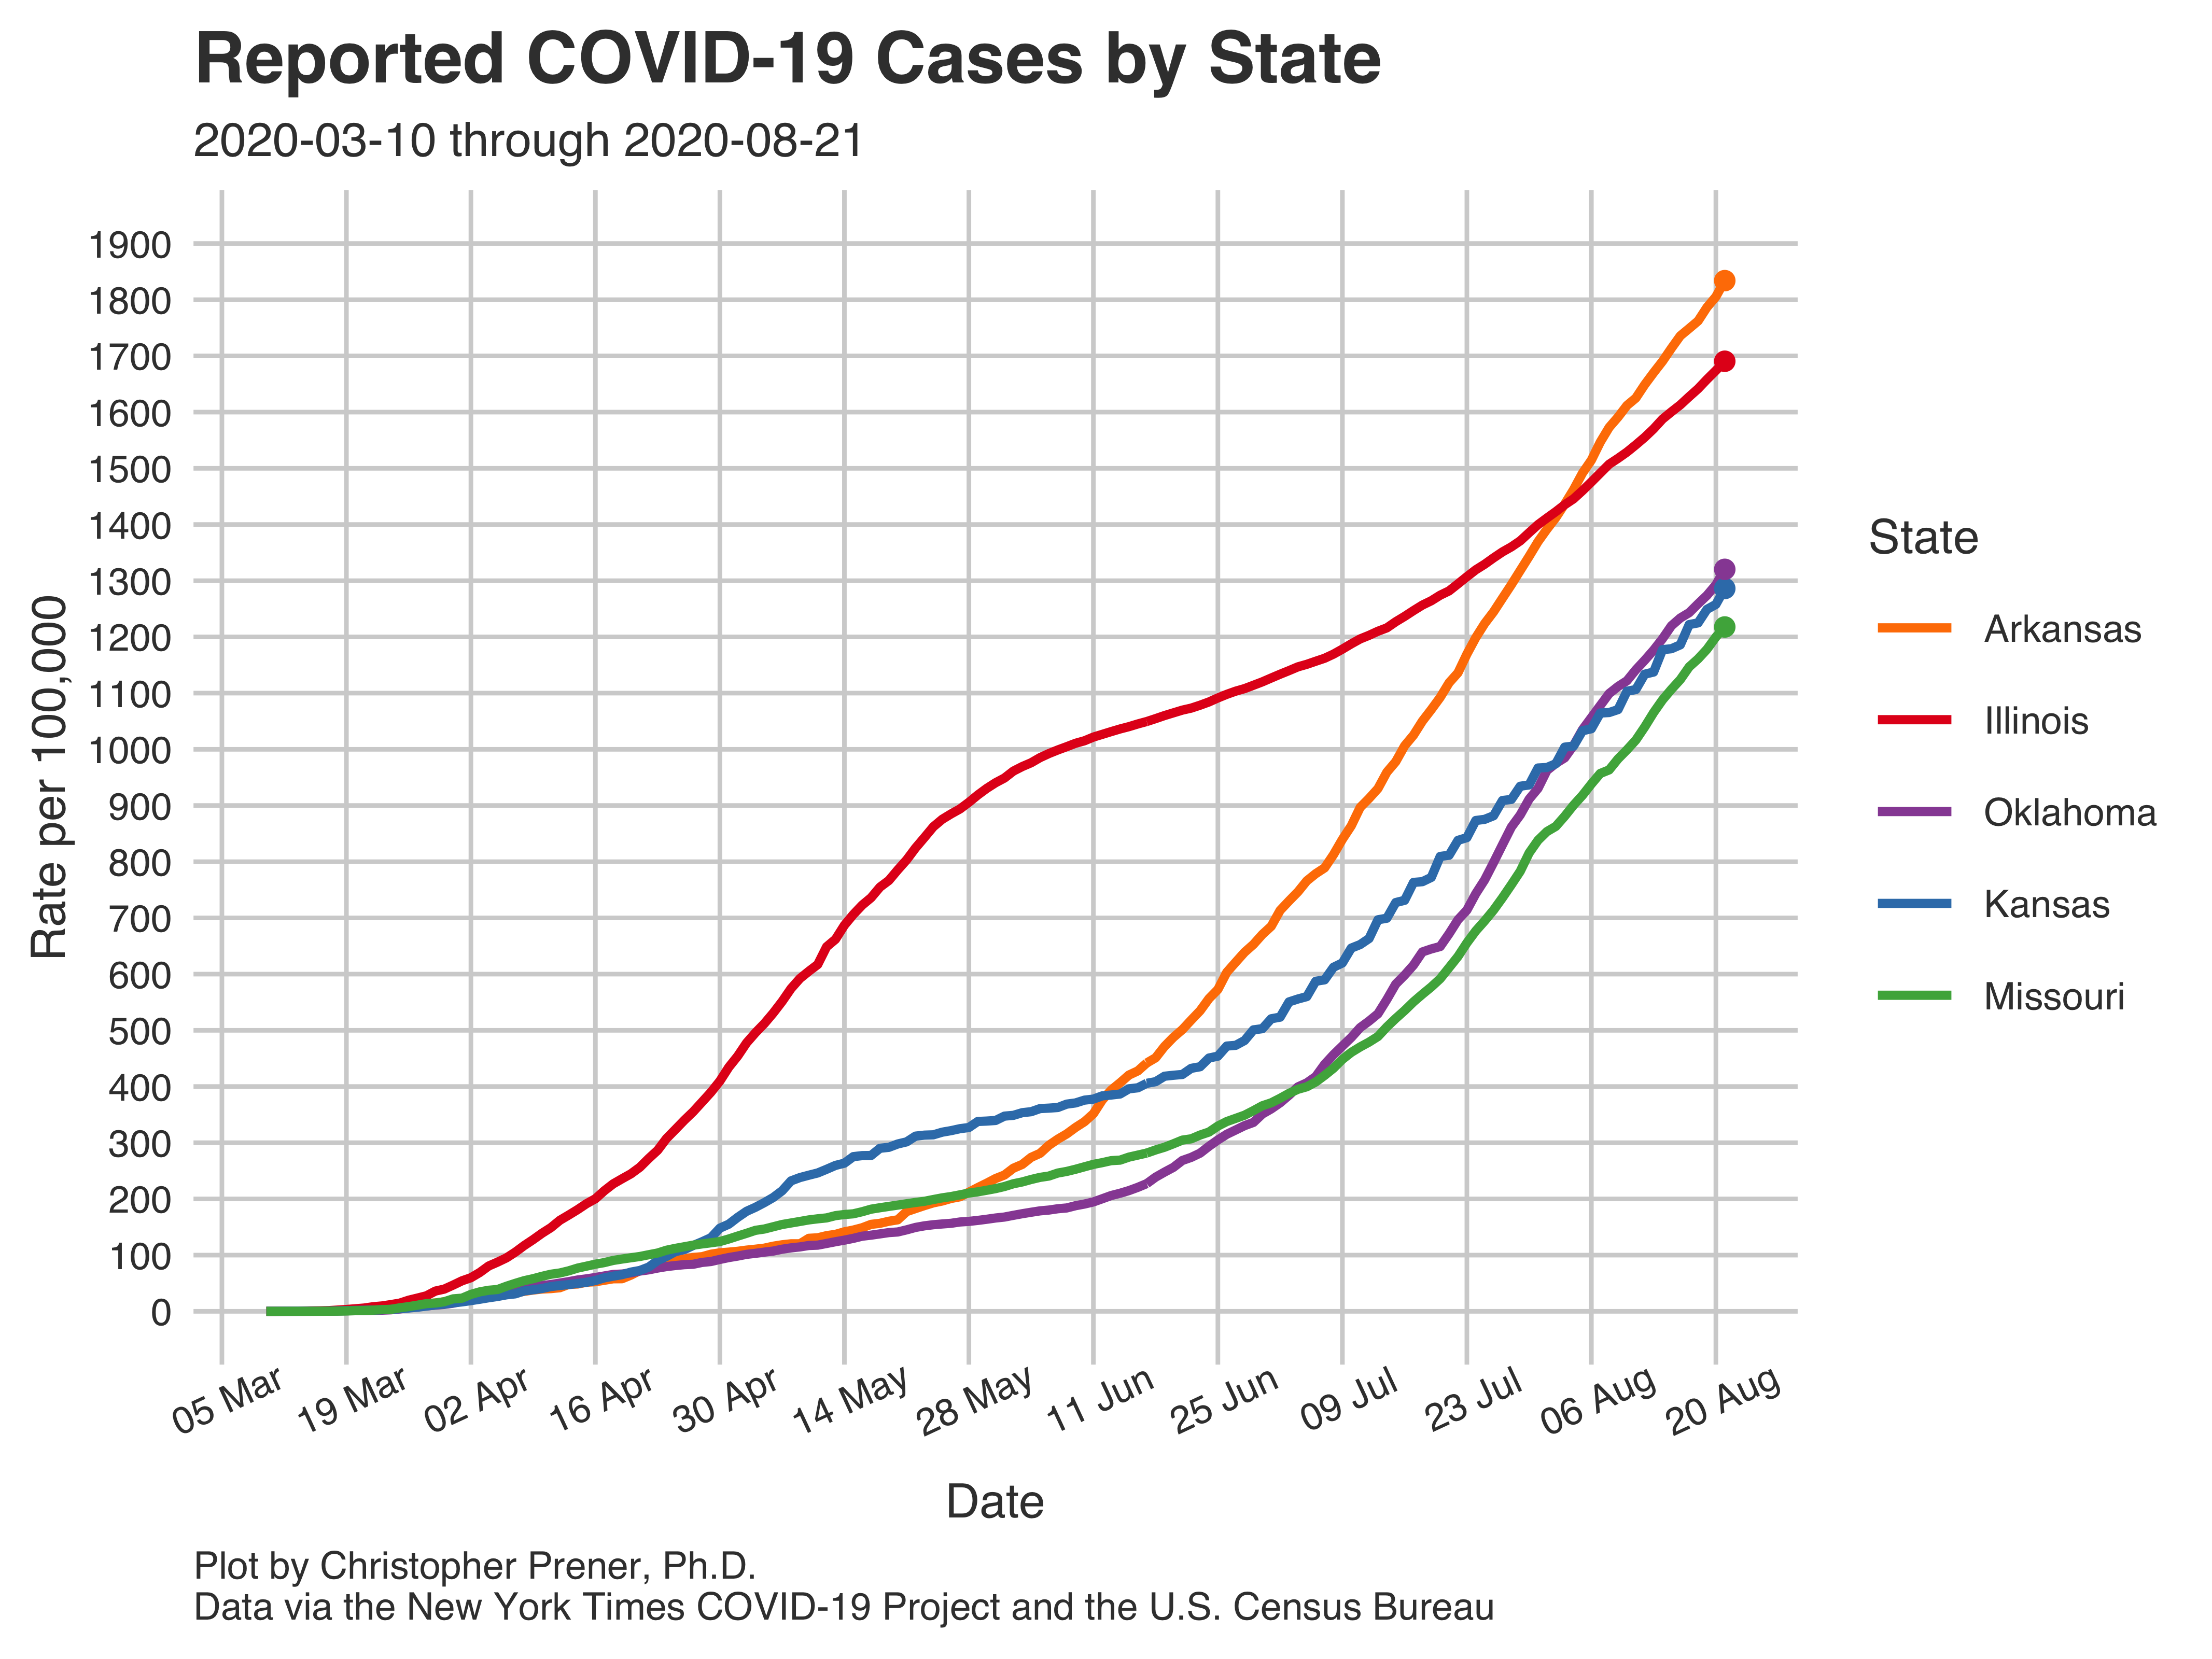 Reported COVID-19 Cases by State
2020-03-10 through 2020-08-21
Rate per 100,000
1900
1800
1700
1600
1500
1400
1300
1200
1100
1000
900
800
700
600
500
400
300
200
100
0
05 Mar
19 Mar
02 Apr
16 Apr
30 Apr
14 May
28 May
11 Jun
25 Jun
09 Jul
23 Jul
06 Aug
20 Aug
Date
State
Arkansas
Illinois
Oklahoma
Kansas
Missouri
Plot by Christopher Prener, Ph.D.
Data via the New York Times COVID-19 Project and the U.S. Census Bureau